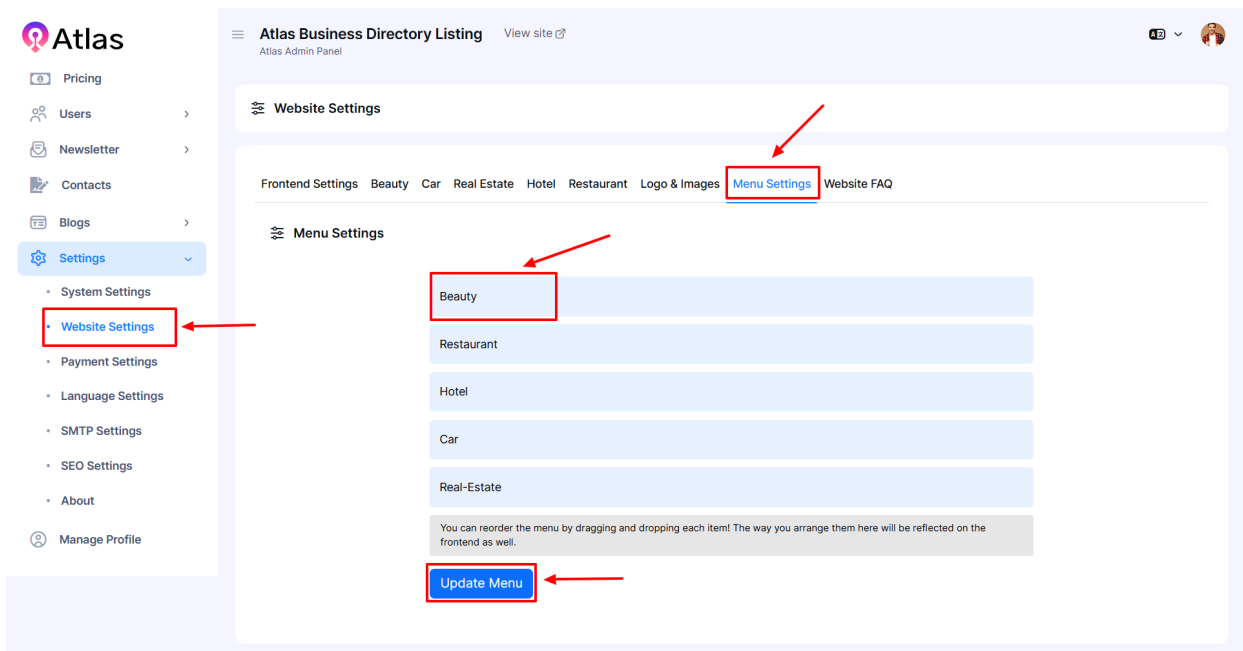 Atlas
Atlas Business Directory Listing View site
Atlas Admin Panel
Pricing
Users
Newsletter
Contacts
Blogs
Settings
System Settings
Website Settings
Payment Settings
Language Settings
SMTP Settings
SEO Settings
About
Manage Profile
Website Settings
Frontend Settings Beauty Car Real Estate Hotel Restaurant Logo & Images Menu Settings Website FAQ
Menu Settings
Beauty
Restaurant
Hotel
Car
Real-Estate
You can reorder the menu by dragging and dropping each item! The way you arrange them here will be reflected on the
frontend as well.
Update Menu